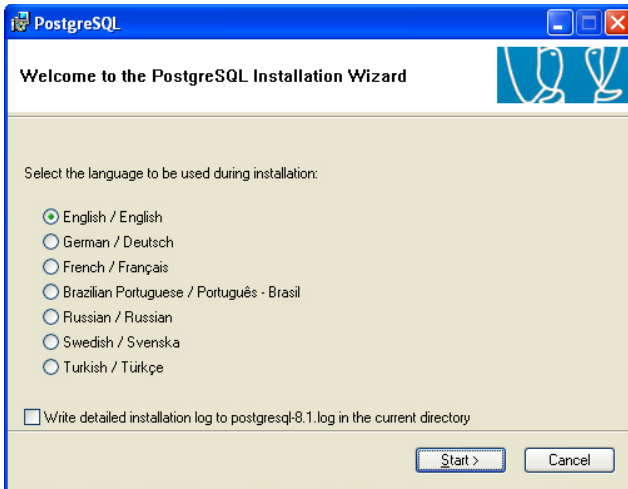 PostgreSQL
Welcome to the PostgreSQL Installation Wizard
Select the language to be used during installation:
English / English
German / Deutsch
French / Français
Brazilian Portuguese / Português - Brasil
Russian / Russian
Swedish / Svenska
Turkish / Türkçe
Write detailed installation log to postgresql-8.1.log in the current directory
Start >
Cancel